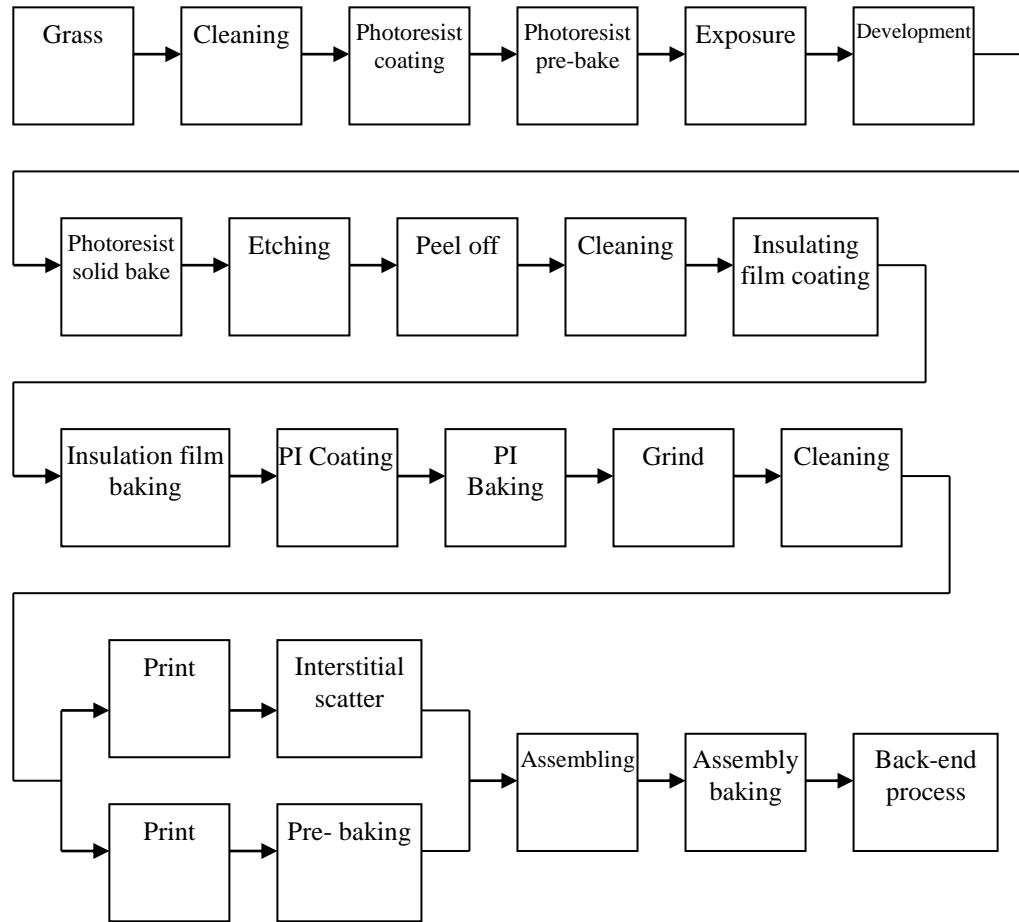 Grass
Cleaning
Photoresist
coating
Photoresist
pre-bake
Exposure
Development
Photoresist
solid bake
Etching
Peel off
Cleaning
Insulating
film coating
Insulation film
baking
PI Coating
PI
Baking
Grind
Cleaning
Print
Interstitial
scatter
Print
Pre- baking
Assembling
Assembly
baking
Back-end
process